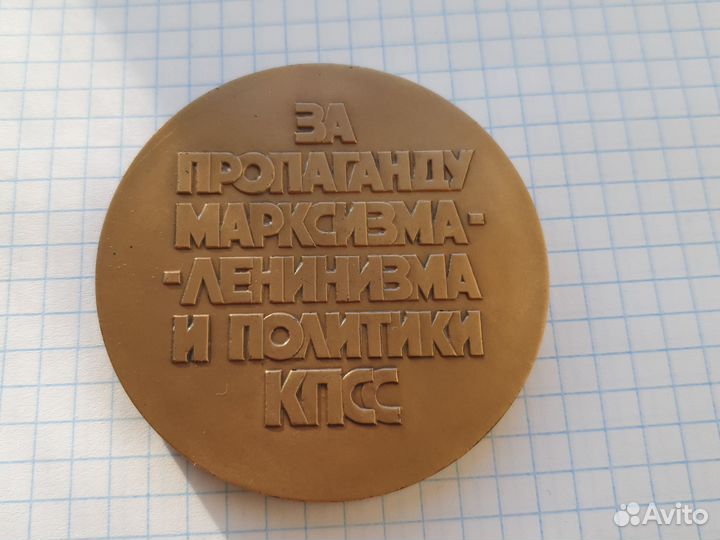 ЗА
ПРОПАГАНДУ
МАРКСИЗМА-
-ЛЕНИНИЗМА
И ПОЛИТИКИ
КПСС
Avito